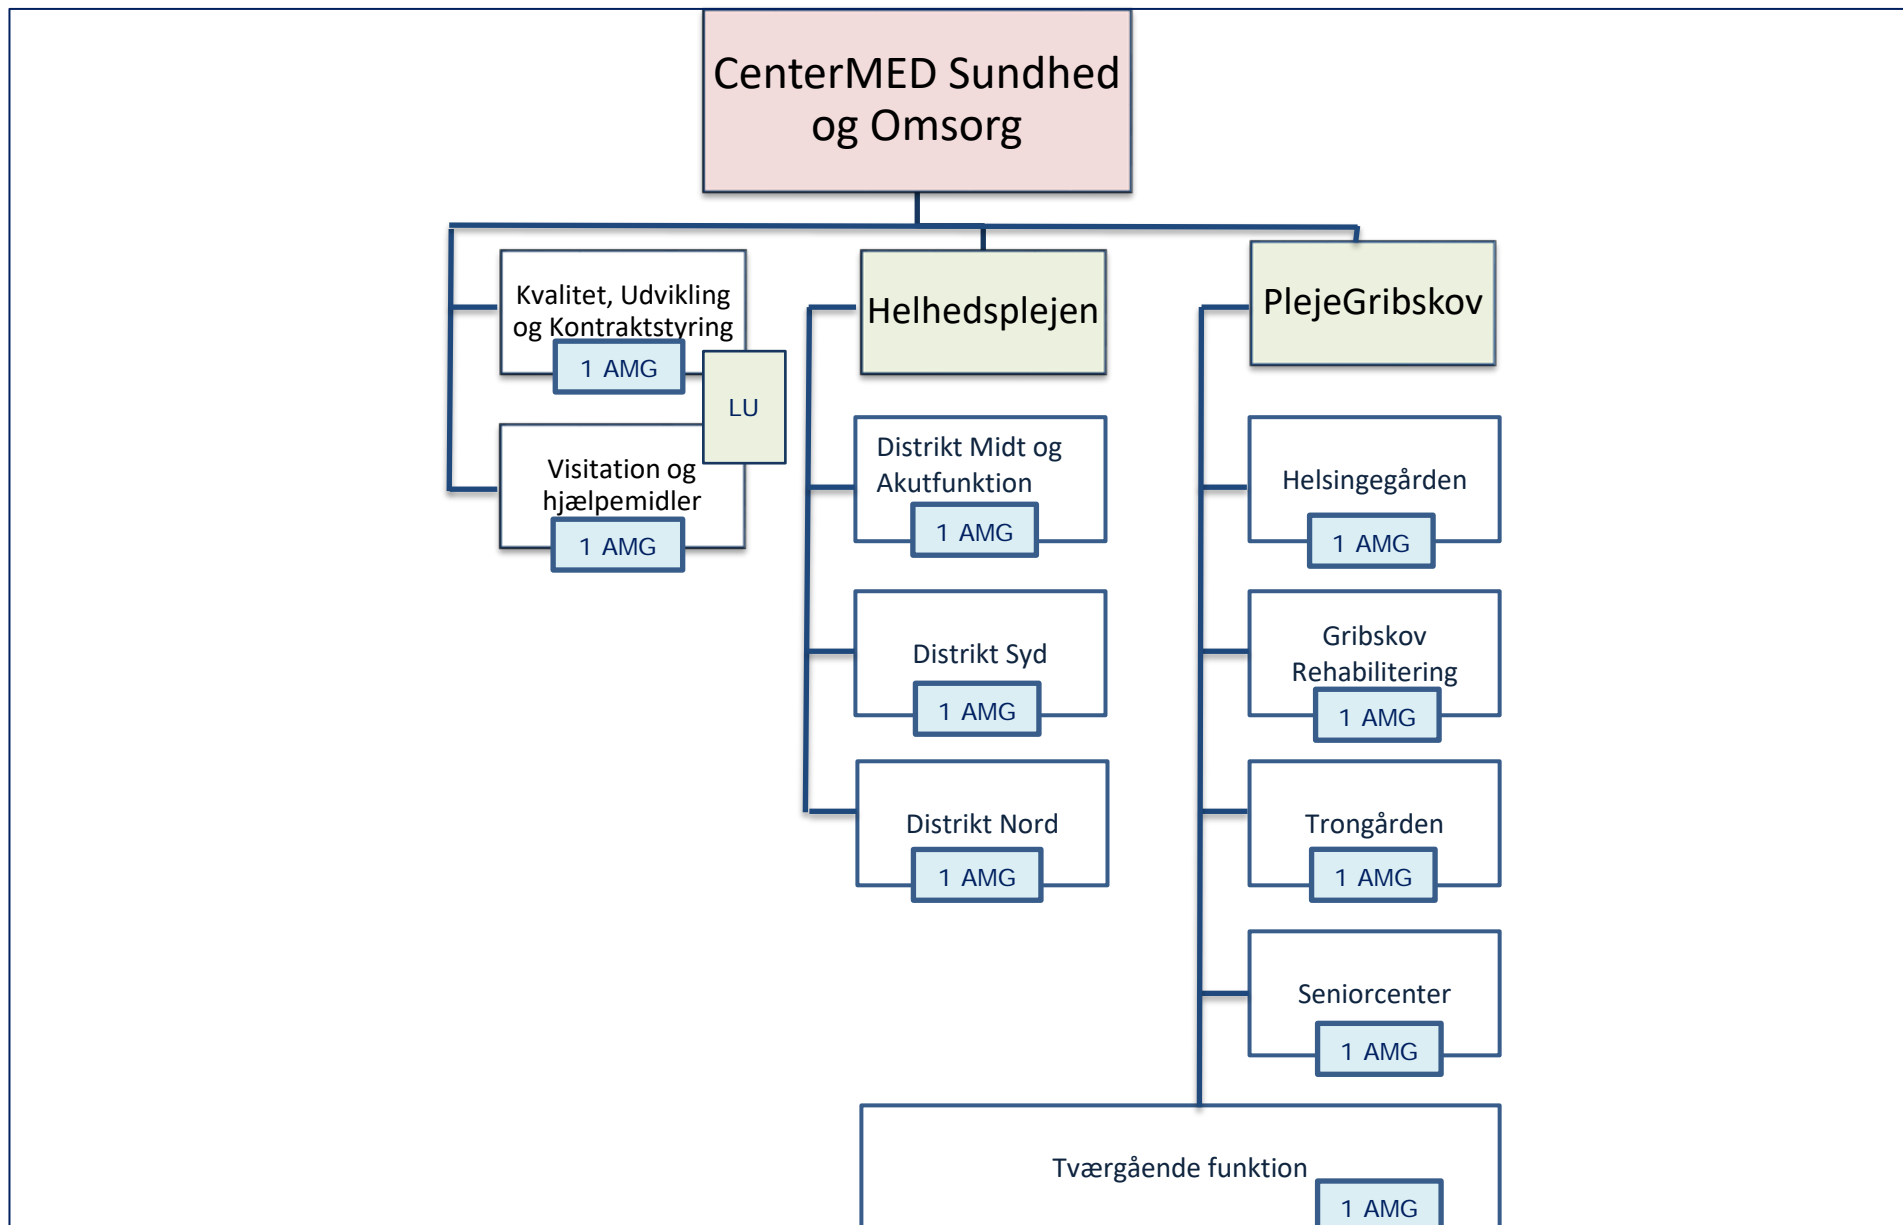 CenterMED Sundhed
og Omsorg
Kvalitet, Udvikling
og Kontraktstyring
1 AMG
LU
Visitation og
hjælpemidler
1 AMG
Helhedsplejen
Distrikt Midt og
Akutfunktion
1 AMG
Distrikt Syd
1 AMG
Distrikt Nord
1 AMG
PlejeGribskov
Helsingegården
1 AMG
Gribskov
Rehabilitering
1 AMG
Trongården
1 AMG
Seniorcenter
1 AMG
Tværgående funktion
1 AMG